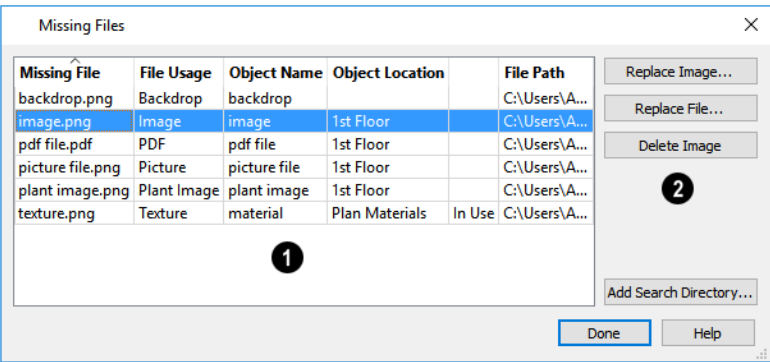 Missing Files
Missing File File Usage Object Name Object Location File Path
backdrop.png Backdrop backdrop C:\Users\A...
image.png Image image 1st Floor C:\Users\A...
pdf file.pdf PDF pdf file 1st Floor C:\Users\A...
picture file.png Picture picture file 1st Floor C:\Users\A...
plant image.png Plant Image plant image 1st Floor C:\Users\A...
texture.png Texture material Plan Materials In Use C:\Users\A...
1
Replace Image...
Replace File...
Delete Image
2
Add Search Directory...
Done Help